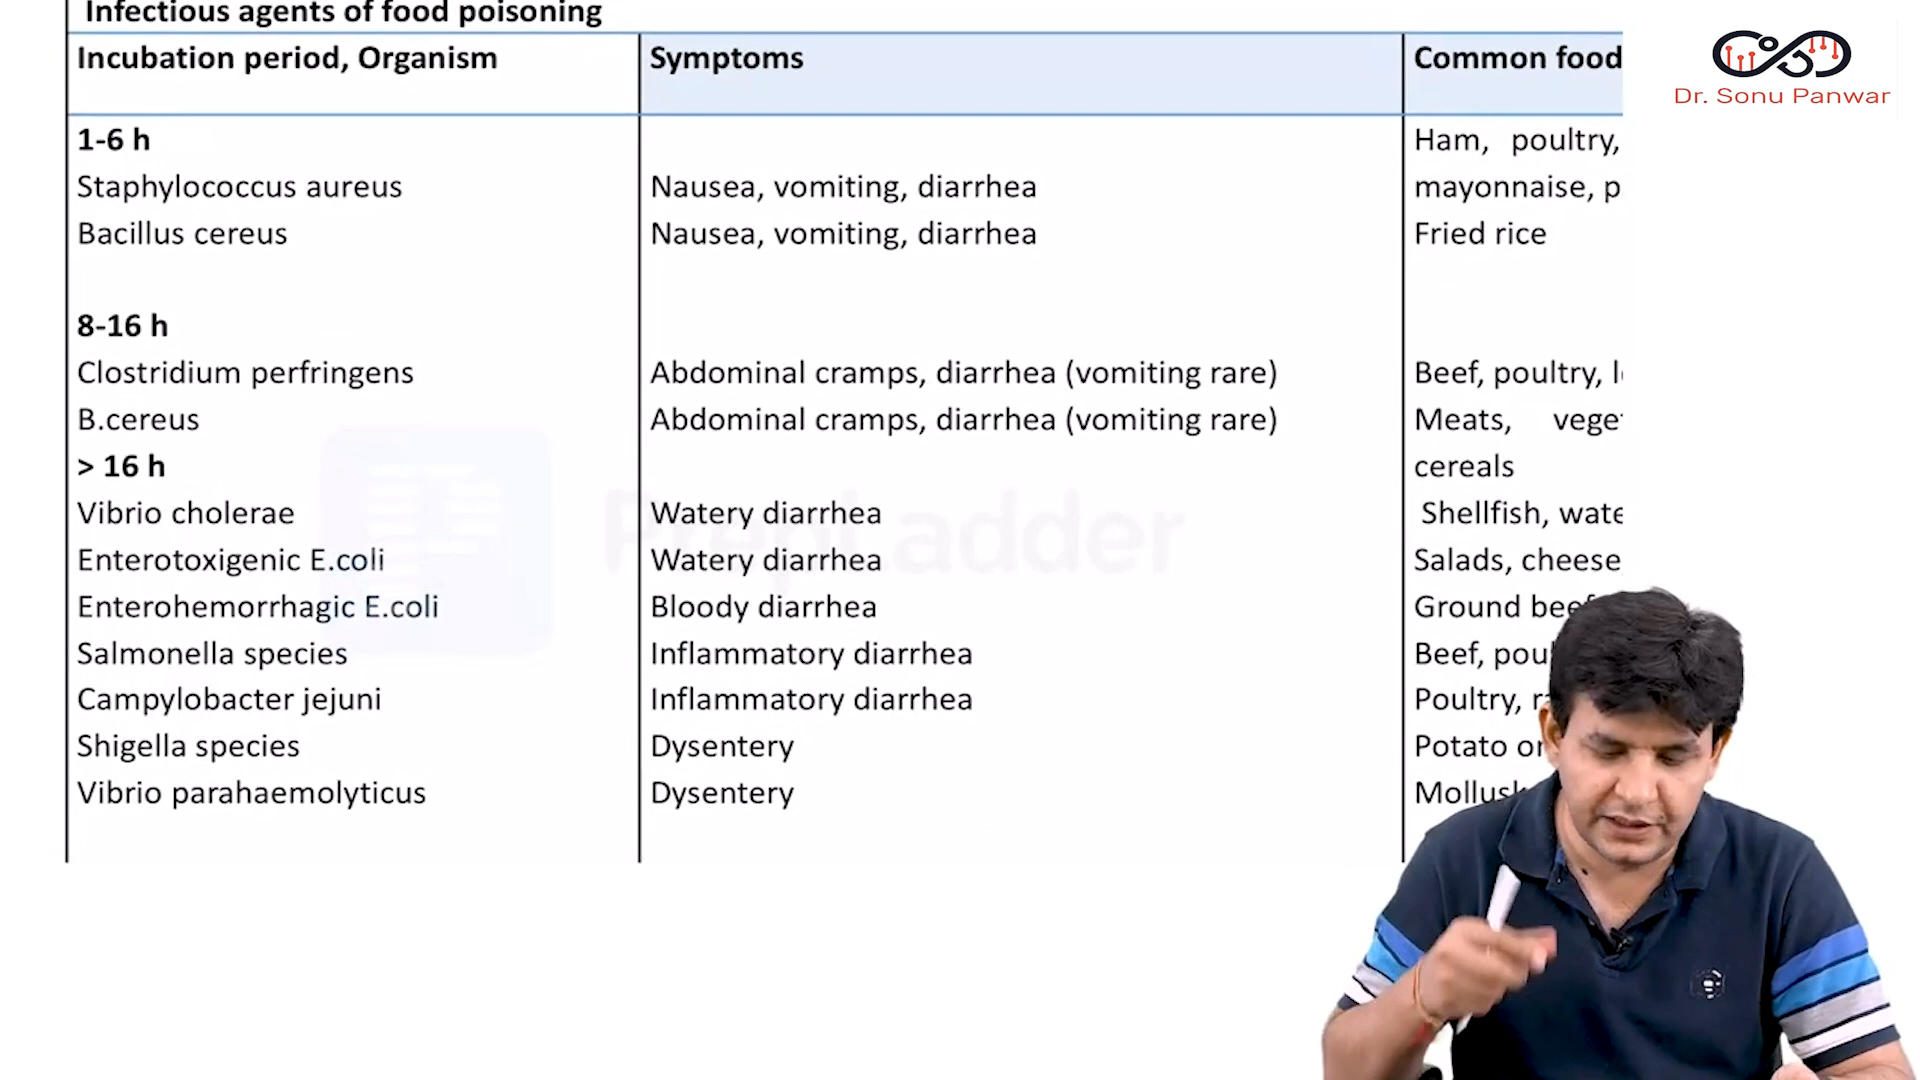 Infectious agents of food poisoning
Incubation period, Organism
Symptoms
Common food
1-6 h
Ham, poultry,
Staphylococcus aureus
Nausea, vomiting, diarrhea
mayonnaise, p
Bacillus cereus
Nausea, vomiting, diarrhea
Fried rice
8-16 h
Clostridium perfringens
Abdominal cramps, diarrhea (vomiting rare)
Beef, poultry,
B.cereus
Abdominal cramps, diarrhea (vomiting rare)
Meats, vege
> 16 h
cereals
Vibrio cholerae
Watery diarrhea
Shellfish, wate
Enterotoxigenic E.coli
Watery diarrhea
Salads, cheese
Enterohemorrhagic E.coli
Bloody diarrhea
Ground beef
Salmonella species
Inflammatory diarrhea
Beef, pou
Campylobacter jejuni
Inflammatory diarrhea
Poultry,
Shigella species
Dysentery
Potato or
Vibrio parahaemolyticus
Dysentery
Mollusk
PrepLadder
Dr. Sonu Panwar